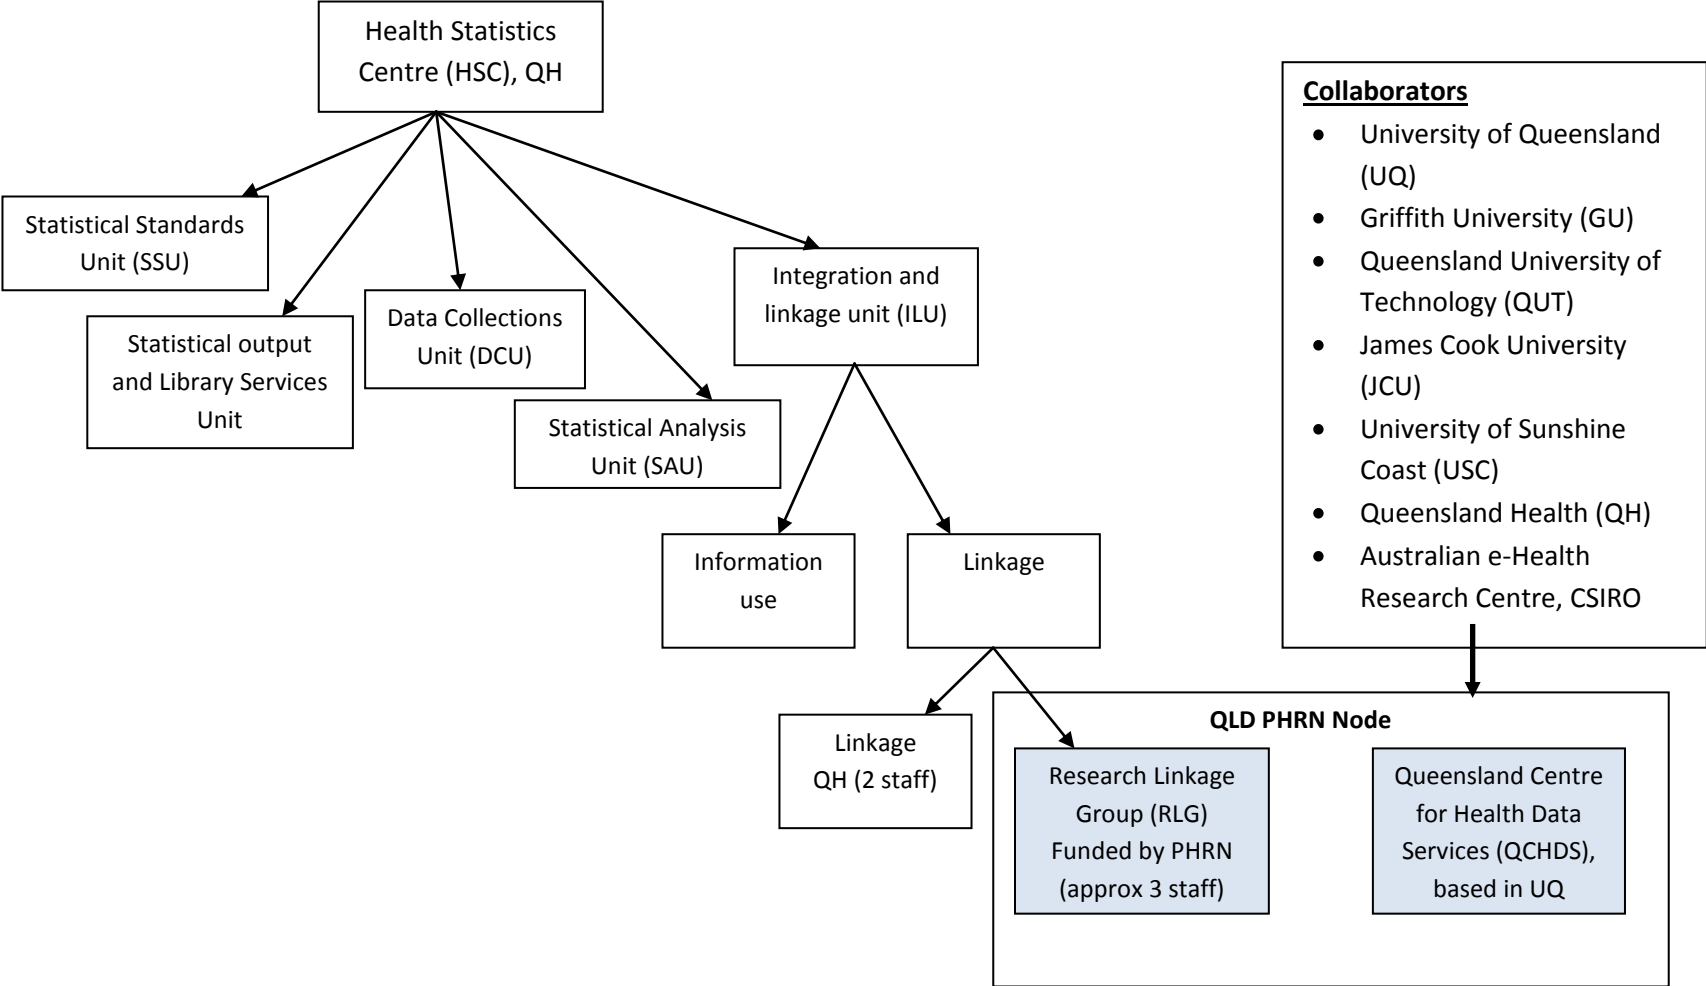 Health Statistics
Centre (HSC), QH
Statistical Standards
Unit (SSU)
Statistical output
and Library Services
Unit
Data Collections
Unit (DCU)
Statistical Analysis
Unit (SAU)
Integration and
linkage unit (ILU)
Information
use
Linkage
Linkage
QH (2 staff)
Collaborators
• University of Queensland
(UQ)
• Griffith University (GU)
• Queensland University of
Technology (QUT)
• James Cook University
(JCU)
• University of Sunshine
Coast (USC)
• Queensland Health (QH)
• Australian e-Health
Research Centre, CSIRO
QLD PHRN Node
Research Linkage
Group (RLG)
Funded by PHRN
(approx 3 staff)
Queensland Centre
for Health Data
Services (QCHDS),
based in UQ